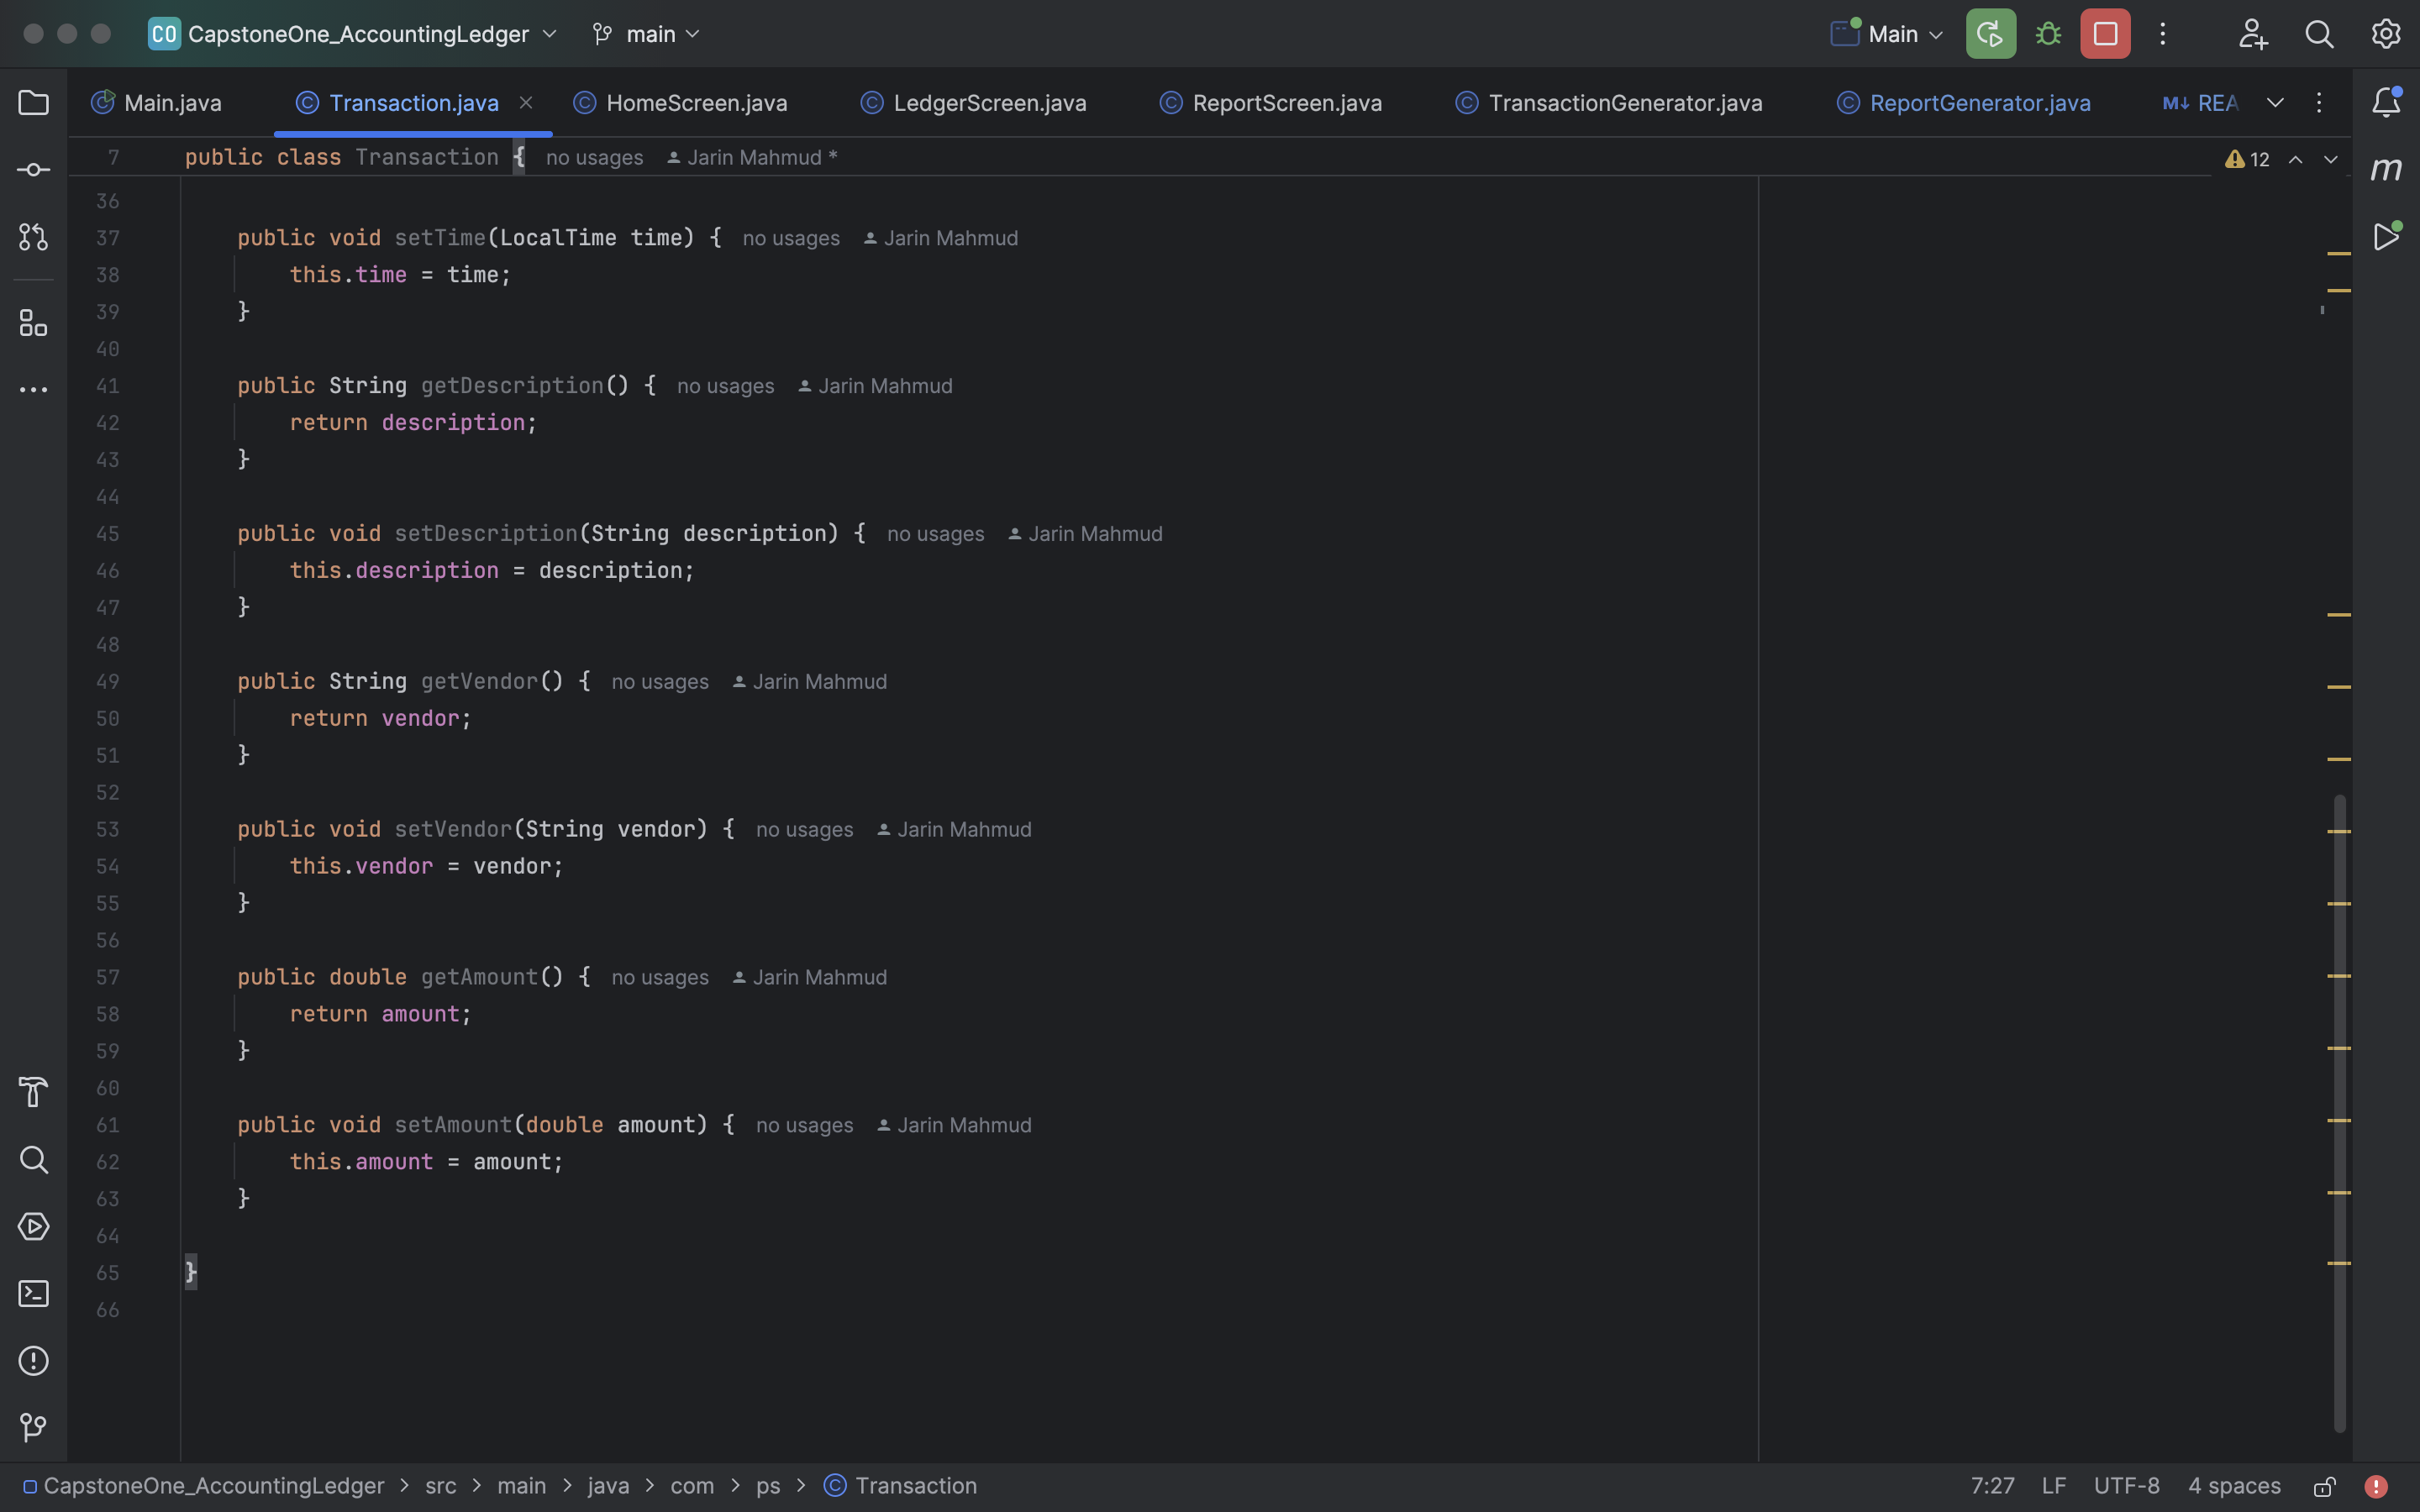 CO CapstoneOne_AccountingLedger main Main
Main.java Transaction.java HomeScreen.java LedgerScreen.java ReportScreen.java TransactionGenerator.java ReportGenerator.java M↓ REA
7 public class Transaction { no usages Jarin Mahmud * 12
36
37 public void setTime(LocalTime time) { no usages Jarin Mahmud
38 this.time = time;
39 }
40
41 public String getDescription() { no usages Jarin Mahmud
42 return description;
43 }
44
45 public void setDescription(String description) { no usages Jarin Mahmud
46 this.description = description;
47 }
48
49 public String getVendor() { no usages Jarin Mahmud
50 return vendor;
51 }
52
53 public void setVendor(String vendor) { no usages Jarin Mahmud
54 this.vendor = vendor;
55 }
56
57 public double getAmount() { no usages Jarin Mahmud
58 return amount;
59 }
60
61 public void setAmount(double amount) { no usages Jarin Mahmud
62 this.amount = amount;
63 }
64
65 }
66
CapstoneOne_AccountingLedger > src > main > java > com > ps > Transaction 7:27 LF UTF-8 4 spaces